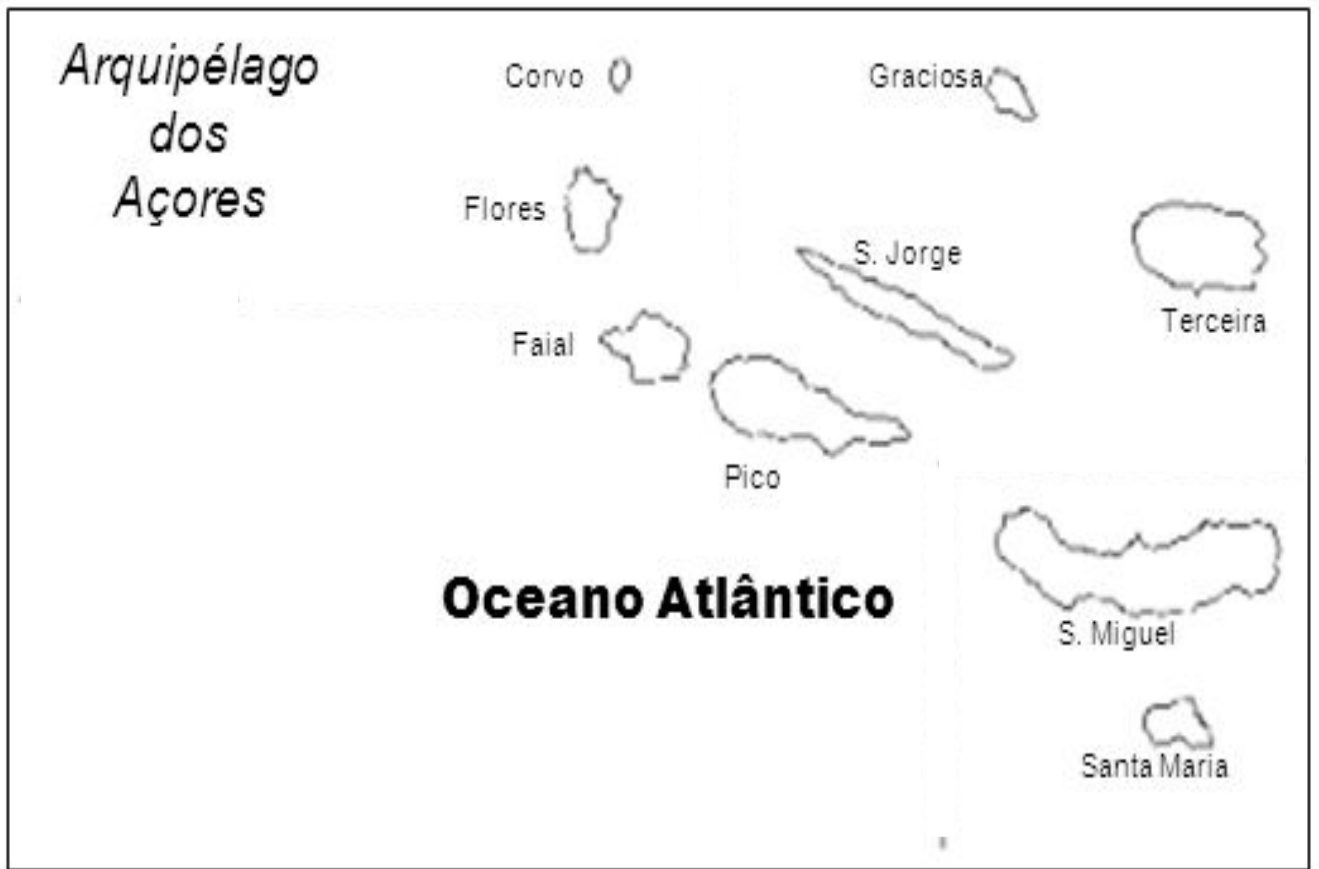 Arquipélago
dos
Açores
Corvo
Graciosa
Flores
S. Jorge
Terceira
Faial
Pico
Oceano Atlântico
S. Miguel
Santa Maria